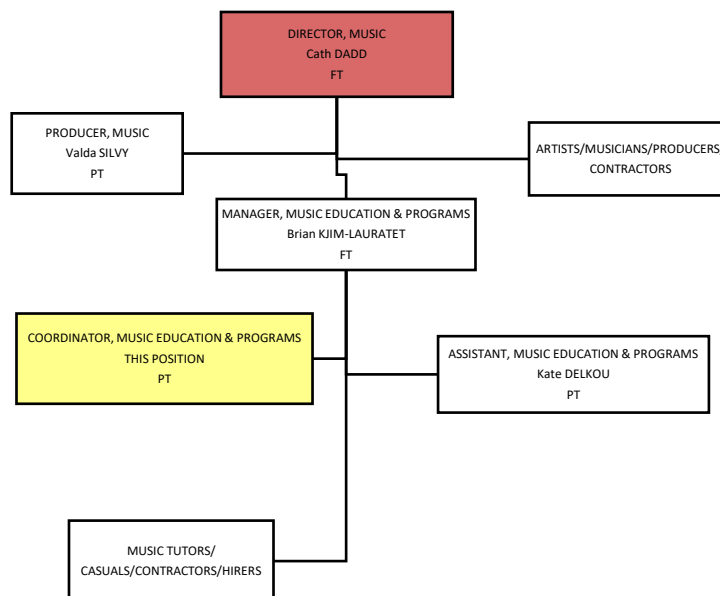 DIRECTOR, MUSIC
Cath DADD
FT
PRODUCER, MUSIC
Valda SILVY
PT
ARTISTS/MUSICIANS/PRODUCERS/
CONTRACTORS
MANAGER, MUSIC EDUCATION & PROGRAMS
Brian KJIM-LAURATET
FT
COORDINATOR, MUSIC EDUCATION & PROGRAMS
THIS POSITION
PT
ASSISTANT, MUSIC EDUCATION & PROGRAMS
Kate DELKOU
PT
MUSIC TUTORS/
CASUALS/CONTRACTORS/HIRERS